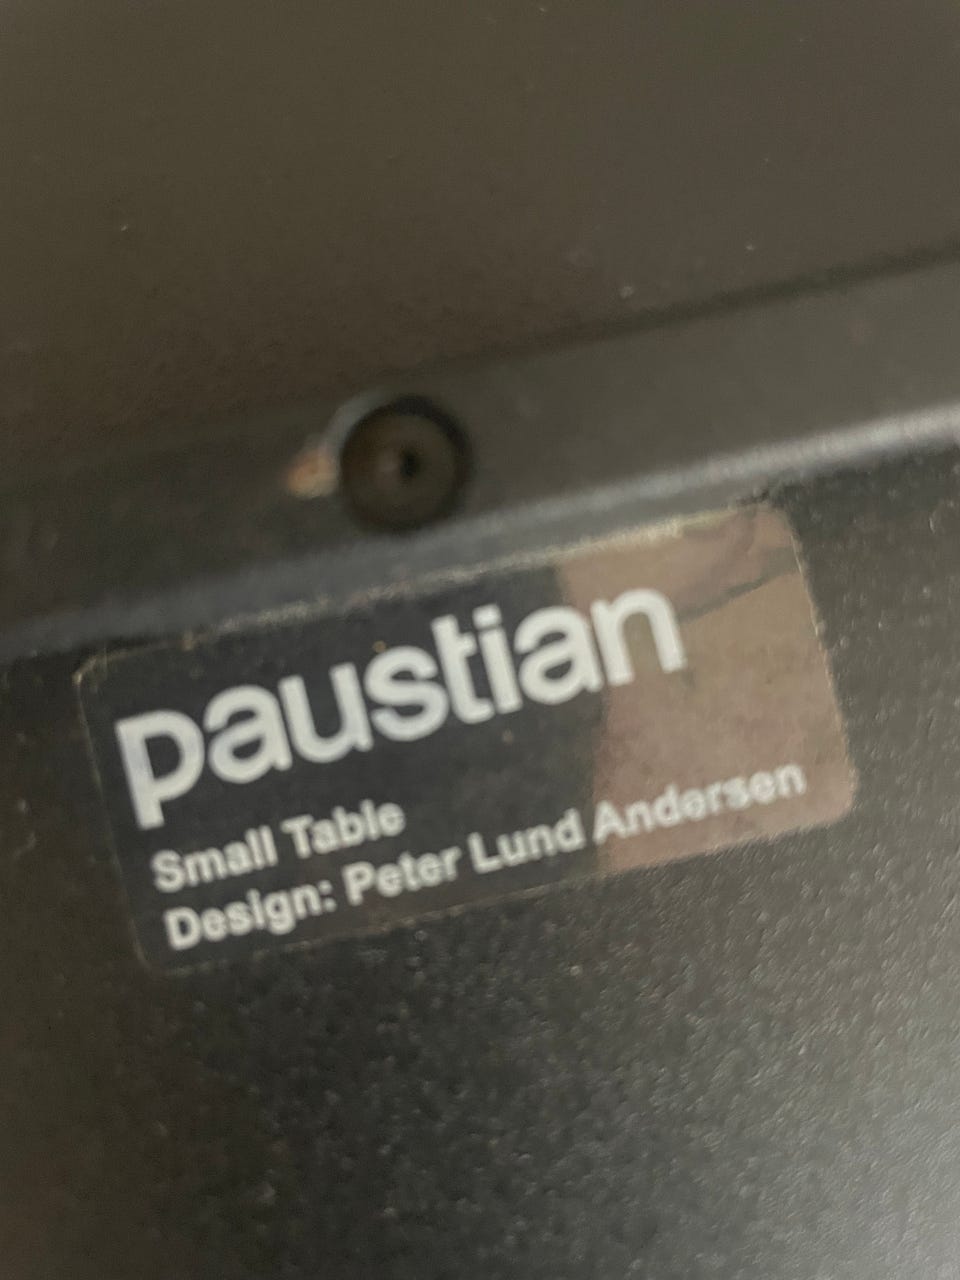 paustian
Small Table
Design: Peter Lund Andersen